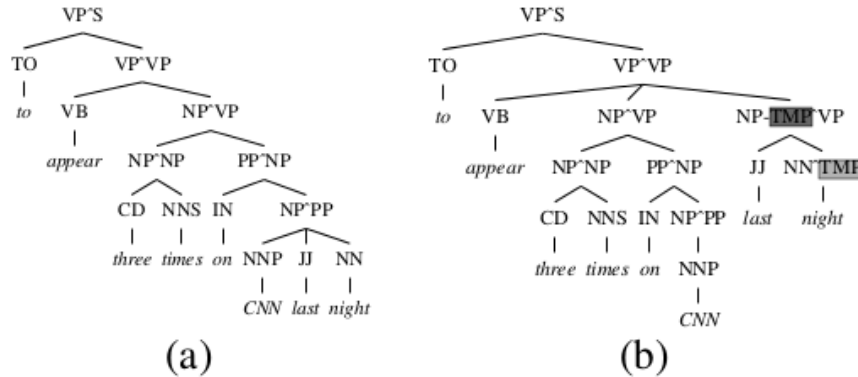 VP^S VP^S
TO VP^VP TO VP^VP
to VB NP^VP to VB NP^VP NP-TMP^VP
appear NP^NP PP^NP appear NP^NP PP^NP JJ NN^TMP
CD NNS IN NP^PP CD NNS IN NP^PP last night
three times on NNP JJ NN three times on NNP
CNN last night CNN
(a) (b)